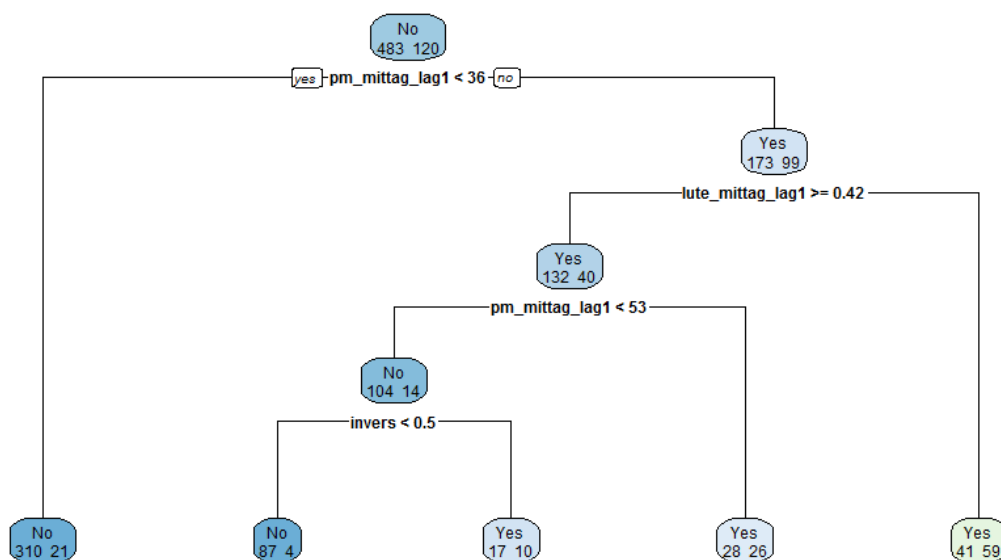 No
483 120
yes pm_mittag_lag1 < 36 no
Yes
173 99
lute_mittag_lag1 >= 0.42
Yes
132 40
pm_mittag_lag1 < 53
No
104 14
invers < 0.5
No
310 21
No
87 4
Yes
17 10
Yes
28 26
Yes
41 59